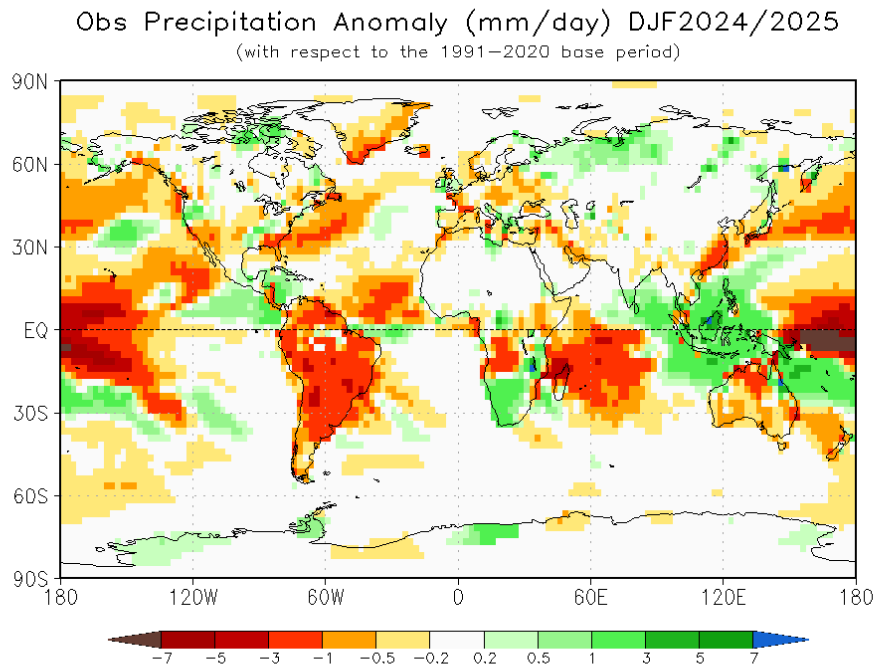 Obs Precipitation Anomaly (mm/day) DJF2024/2025
(with respect to the 1991–2020 base period)
90N
60N
30N
EQ
30S
60S
90S
180 120W 60W 0 60E 120E 180
−7 −5 −3 −1 −0.5 −0.2 0.2 0.5 1 3 5 7